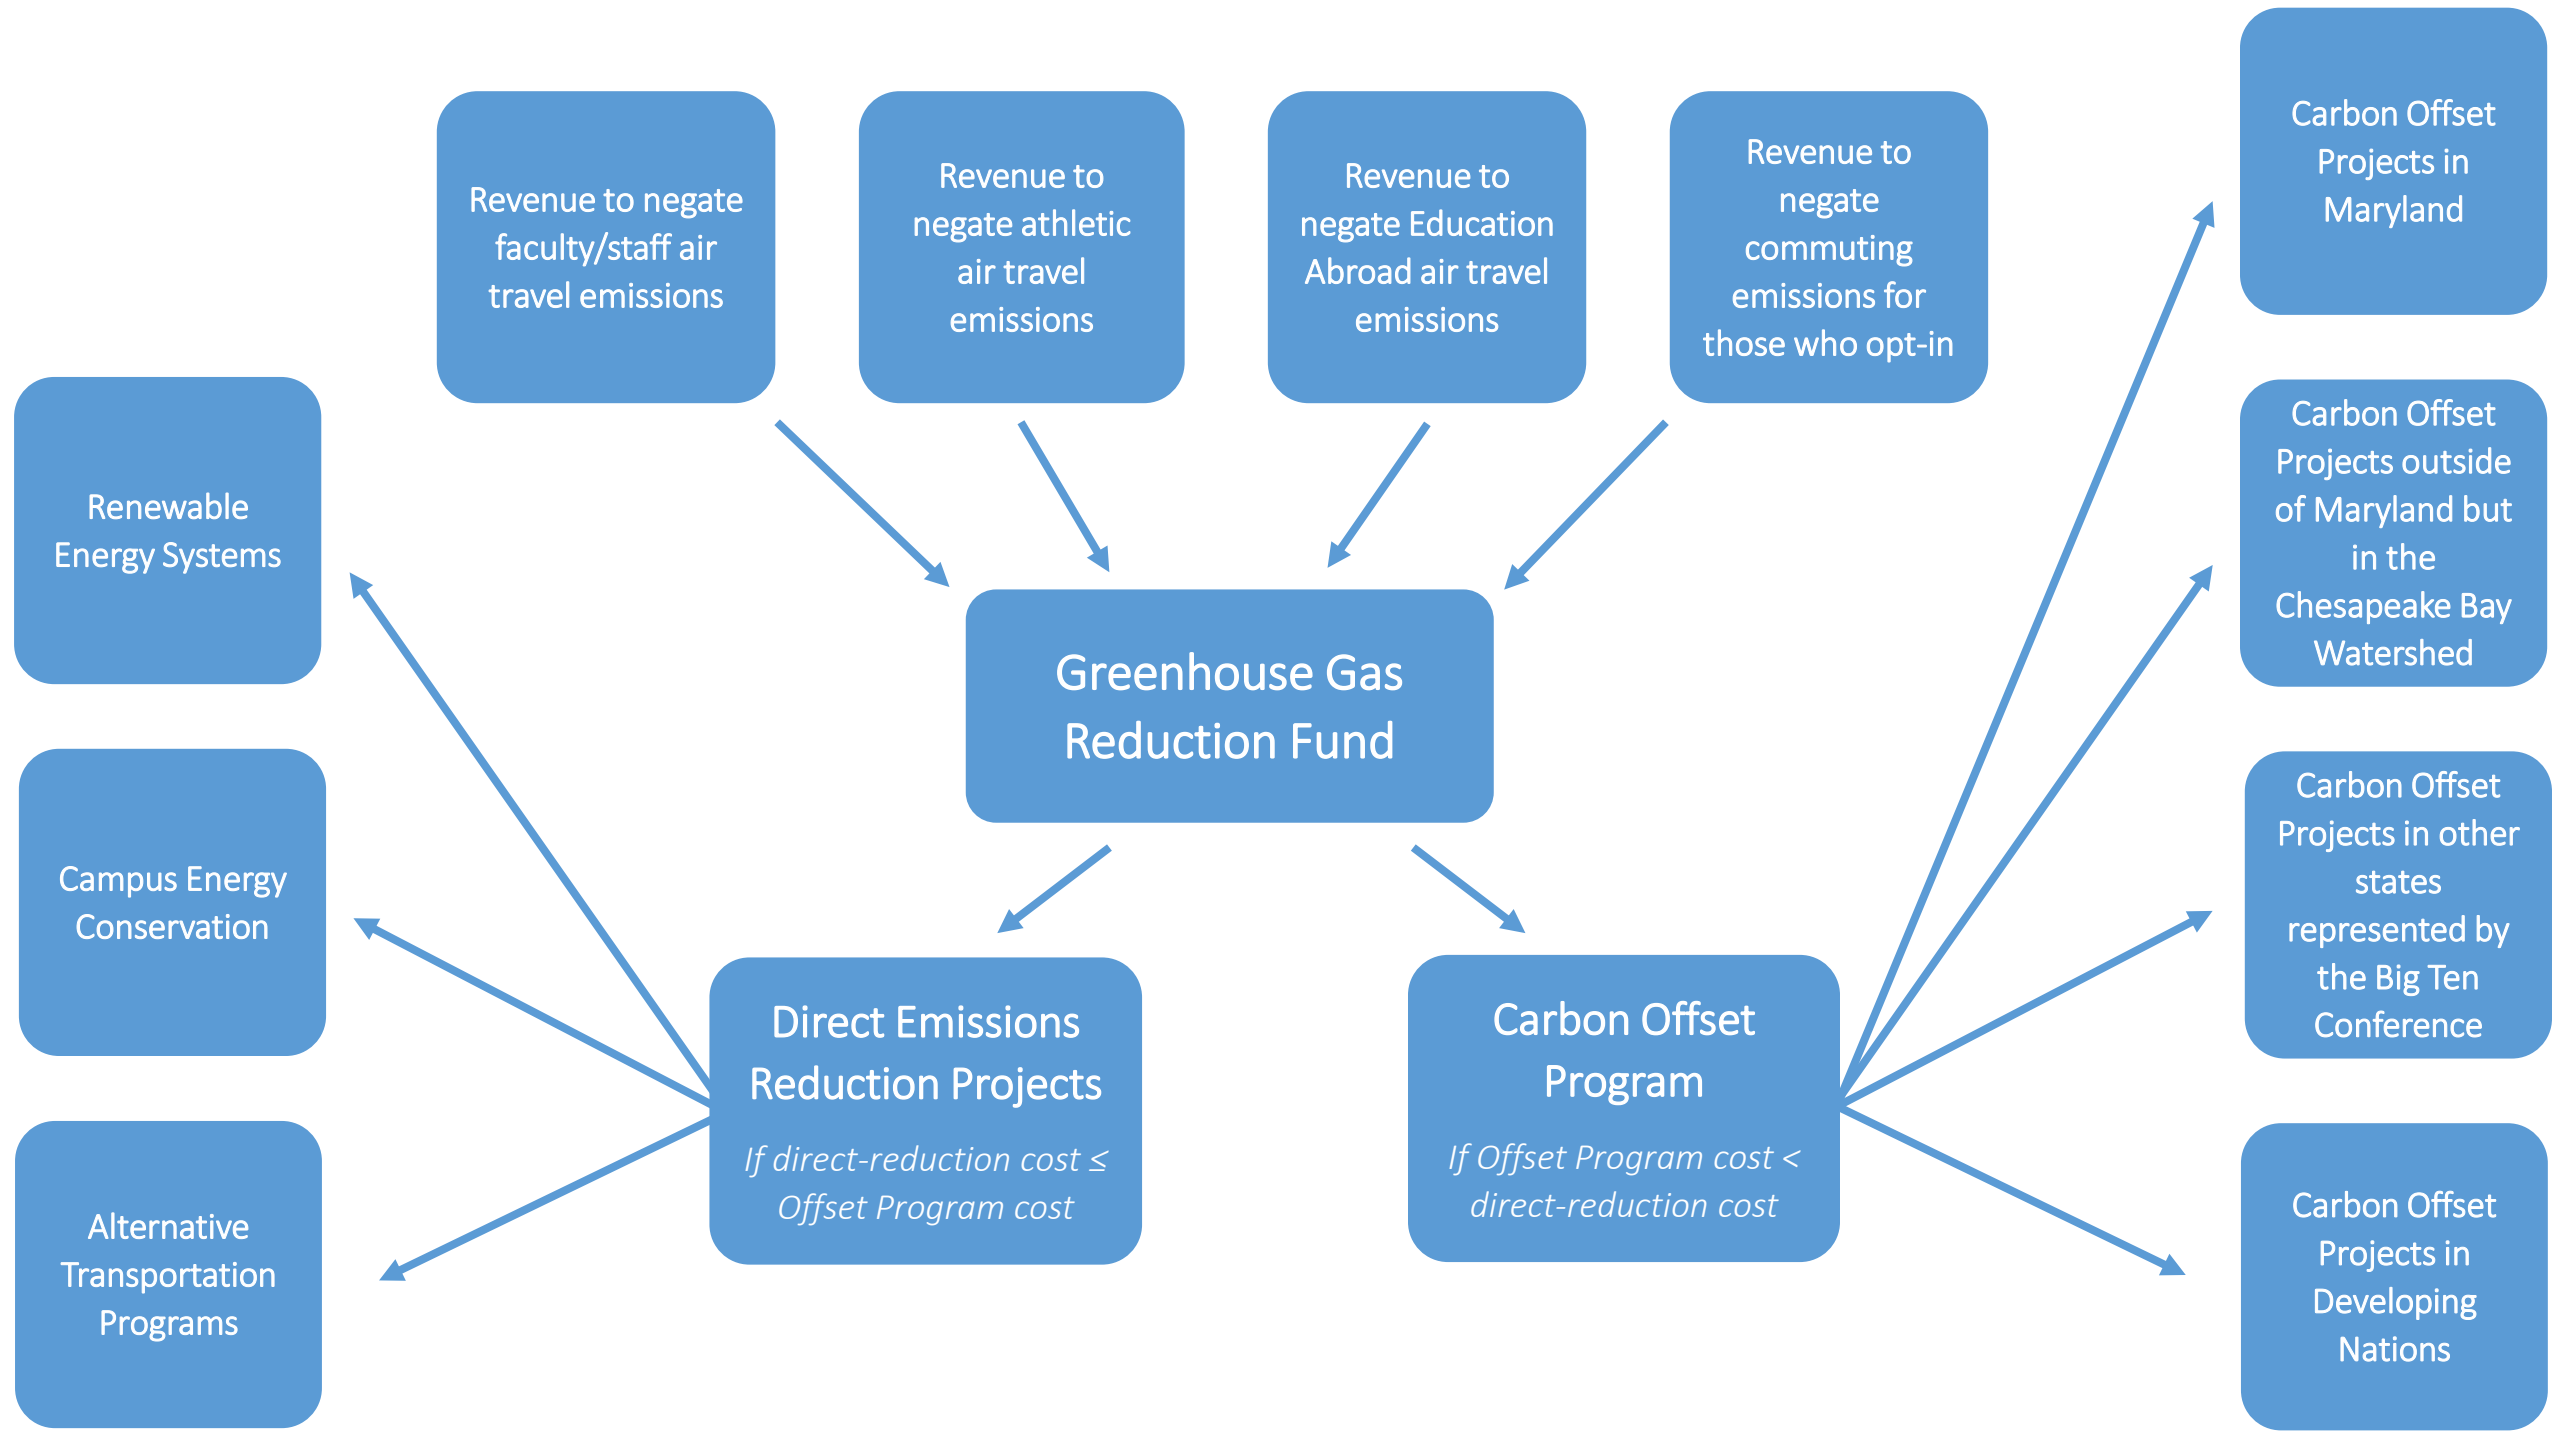 Revenue to negate
faculty/staff air
travel emissions
Revenue to
negate athletic
air travel
emissions
Revenue to
negate Education
Abroad air travel
emissions
Revenue to
negate
commuting
emissions for
those who opt-in
Greenhouse Gas
Reduction Fund
Direct Emissions
Reduction Projects
If direct-reduction cost ≤
Offset Program cost
Carbon Offset
Program
If Offset Program cost <
direct-reduction cost
Renewable
Energy Systems
Campus Energy
Conservation
Alternative
Transportation
Programs
Carbon Offset
Projects in
Maryland
Carbon Offset
Projects outside
of Maryland but
in the
Chesapeake Bay
Watershed
Carbon Offset
Projects in other
states
represented by
the Big Ten
Conference
Carbon Offset
Projects in
Developing
Nations